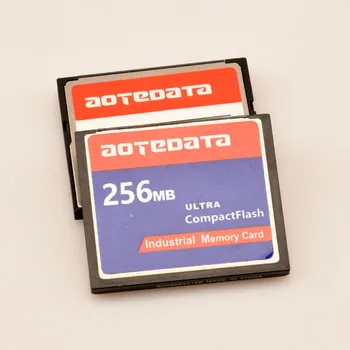 aotedata
aotedata
256MB
ULTRA
CompactFlash
Industrial Memory Card